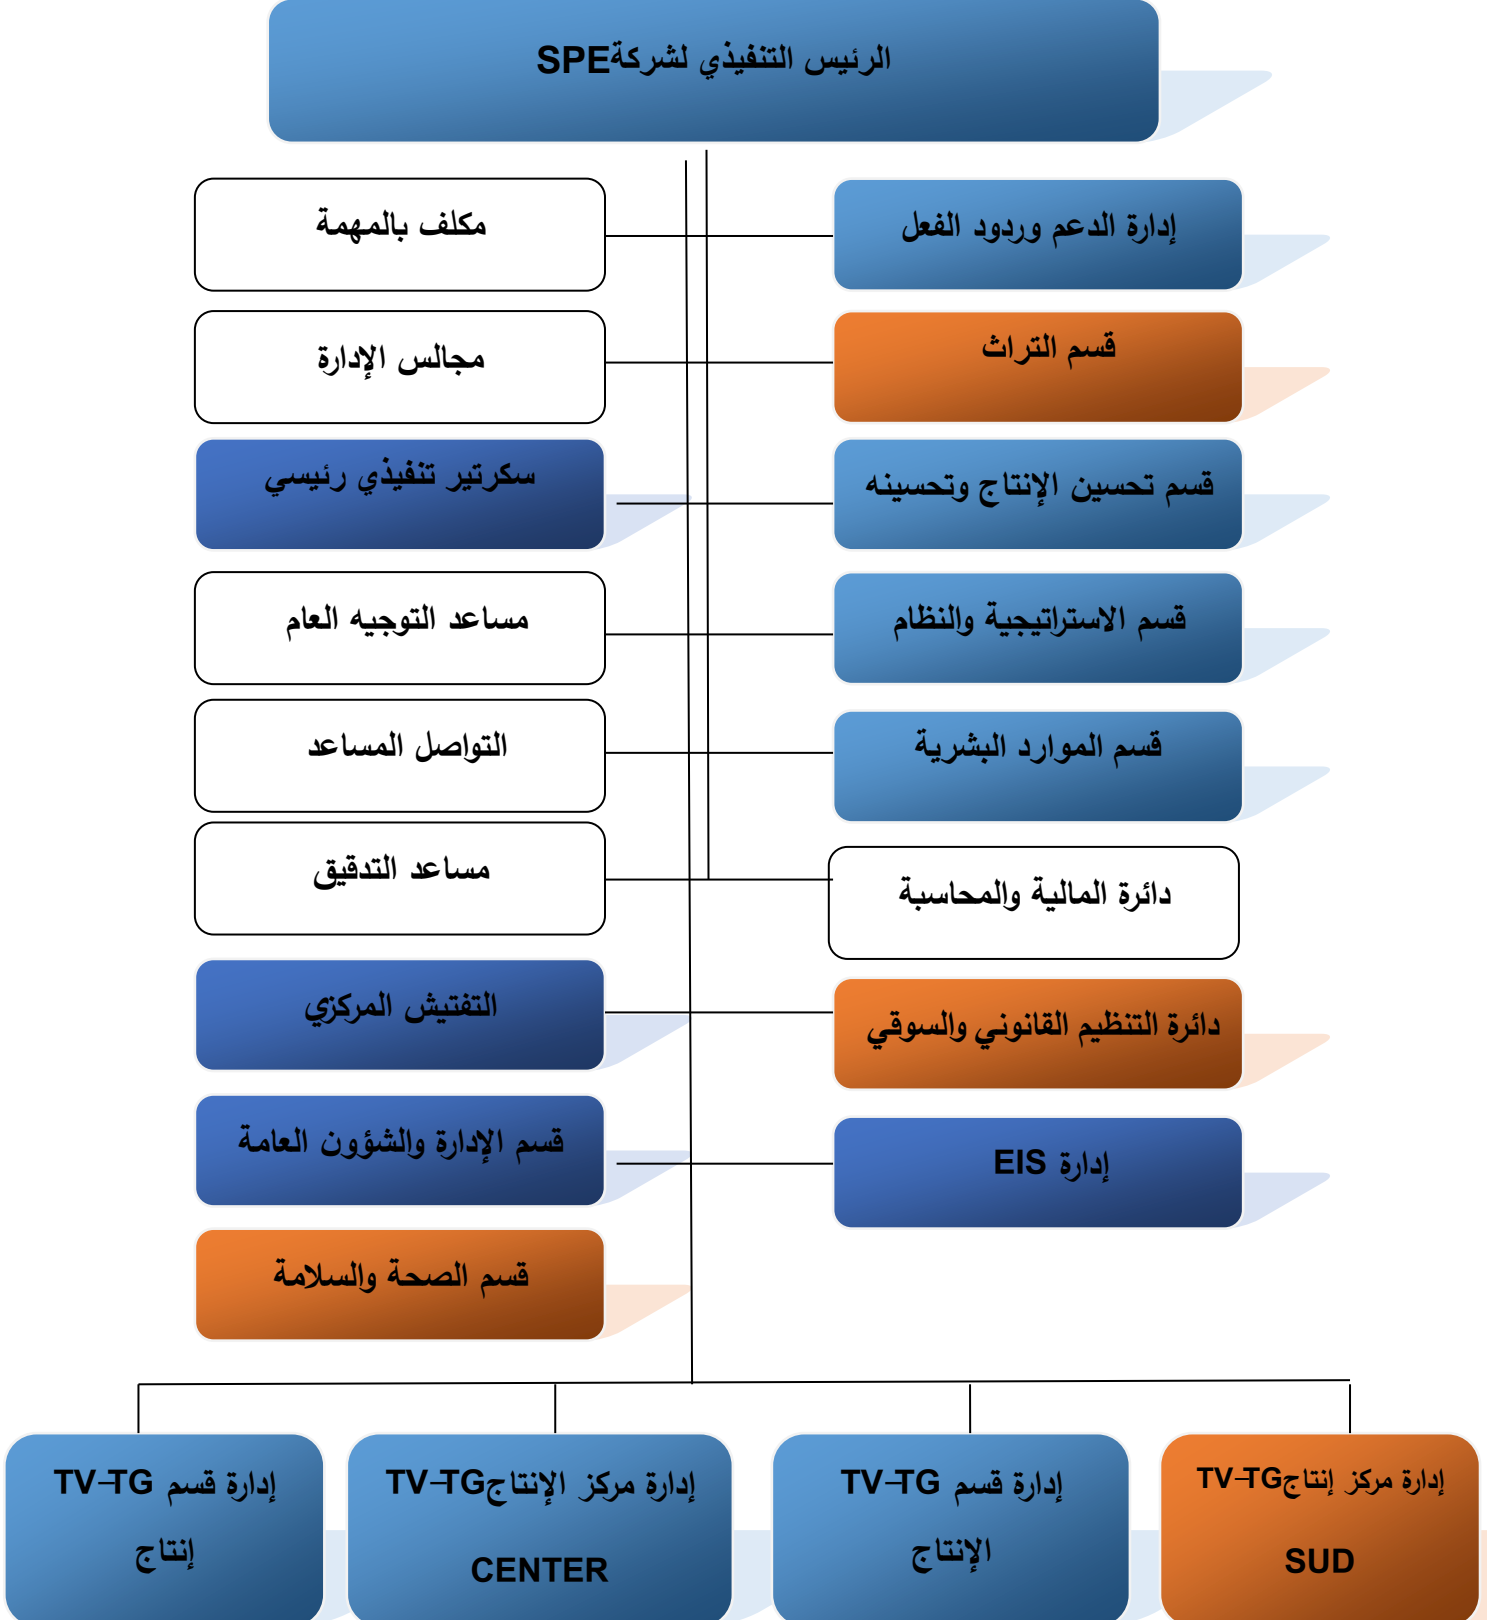 الرئيس التنفيذي لشركةSPE
إدارة الدعم وردود الفعل
مكلف بالمهمة
قسم التراث
مجالس الإدارة
قسم تحسين الإنتاج وتحسينه
سكرتير تنفيذي رئيسي
قسم الاستراتيجية والنظام
مساعد التوجيه العام
قسم الموارد البشرية
التواصل المساعد
دائرة المالية والمحاسبة
مساعد التدقيق
دائرة التنظيم القانوني والسوقي
التفتيش المركزي
إدارة EIS
قسم الإدارة والشؤون العامة
قسم الصحة والسلامة
إدارة مركز إنتاجTV-TG
SUD
إدارة قسم TV-TG
الإنتاج
إدارة مركز الإنتاجTV-TG
CENTER
إدارة قسم TV-TG
إنتاج